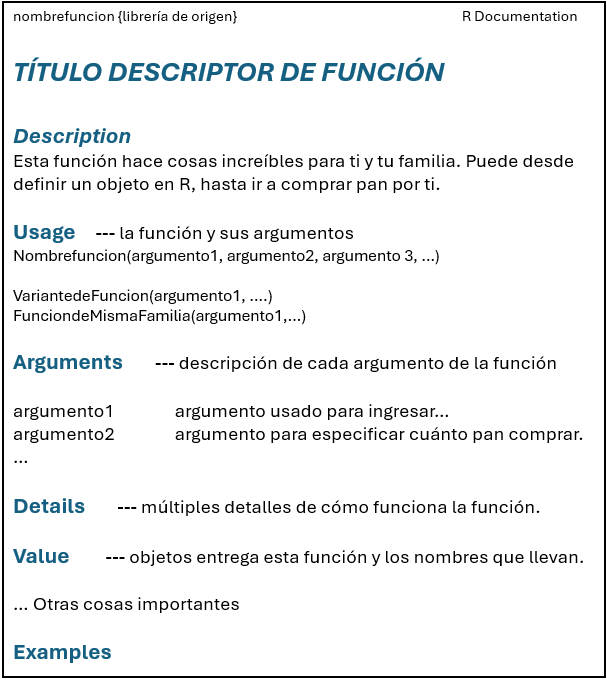 nombrefuncion {librería de origen} R Documentation
TÍTULO DESCRIPTOR DE FUNCIÓN
Description
Esta función hace cosas increíbles para ti y tu familia. Puede desde
definir un objeto en R, hasta ir a comprar pan por ti.
Usage --- la función y sus argumentos
Nombrefuncion(argumento1, argumento2, argumento 3, ...)
VariantedeFuncion(argumento1, ....)
FunciondeMismaFamilia(argumento1,...)
Arguments --- descripción de cada argumento de la función
argumento1 argumento usado para ingresar...
argumento2 argumento para especificar cuánto pan comprar.
...
Details --- múltiples detalles de cómo funciona la función.
Value --- objetos entrega esta función y los nombres que llevan.
... Otras cosas importantes
Examples